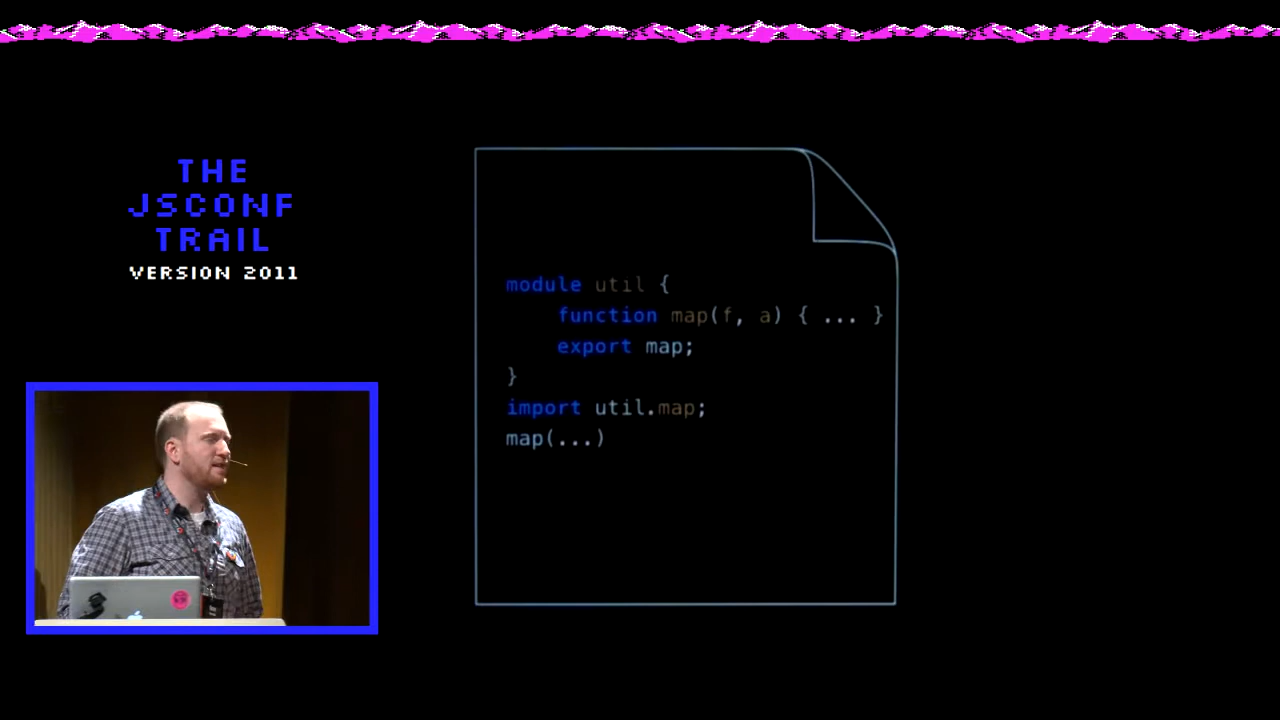 THE
JSCONF
TRAIL
VERSION 2011
module util {
    function map(f, a) { ... }
    export map;
}
import util.map;
map(...)